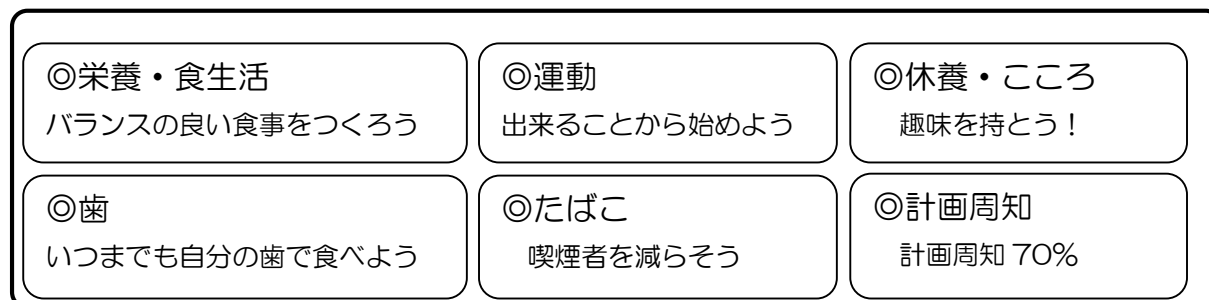 ◎栄養・食生活
バランスの良い食事をつくろう
◎運動
出来ることから始めよう
◎休養・こころ
趣味を持とう！
◎歯
いつまでも自分の歯で食べよう
◎たばこ
喫煙者を減らそう
◎計画周知
計画周知 70%